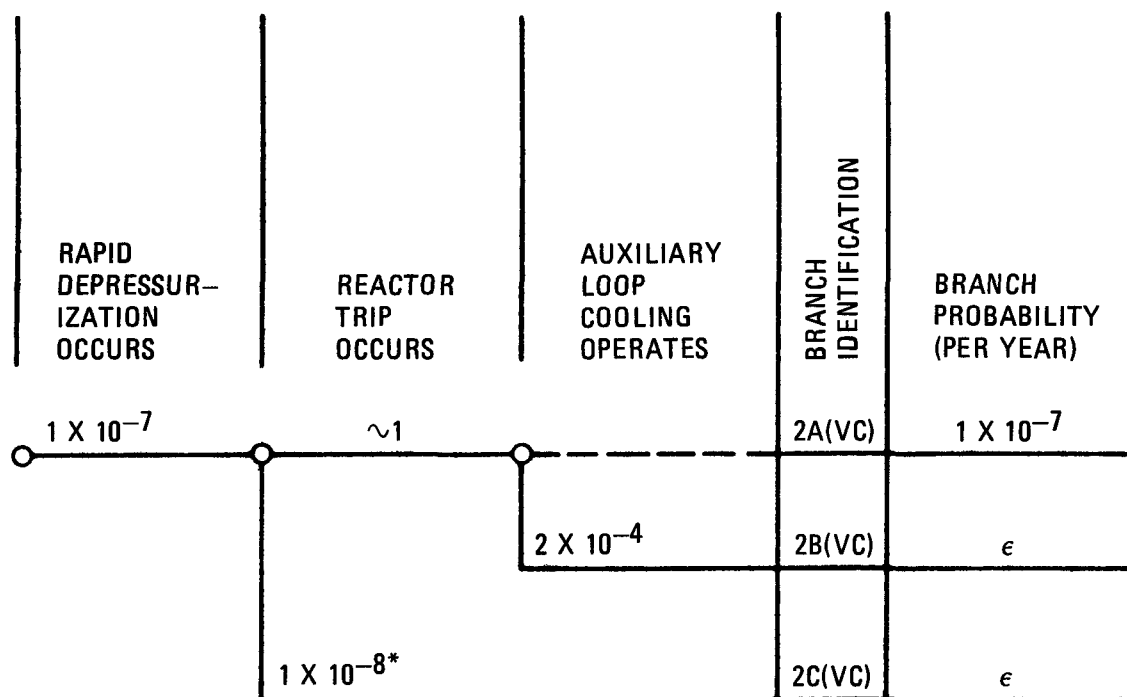 RAPID
DEPRESSUR–
IZATION
OCCURS
REACTOR
TRIP
OCCURS
AUXILIARY
LOOP
COOLING
OPERATES
BRANCH
IDENTIFICATION
BRANCH
PROBABILITY
(PER YEAR)
1 X 10⁻⁷
~1
2A(VC)
1 X 10⁻⁷
2 X 10⁻⁴
2B(VC)
ϵ
1 X 10⁻⁸*
2C(VC)
ϵ